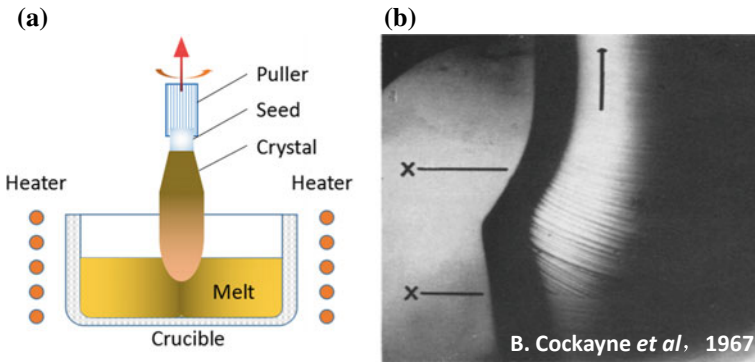 (a)
Puller
Seed
Crystal
Heater
Heater
Melt
Crucible
(b)
X
X
B. Cockayne et al， 1967